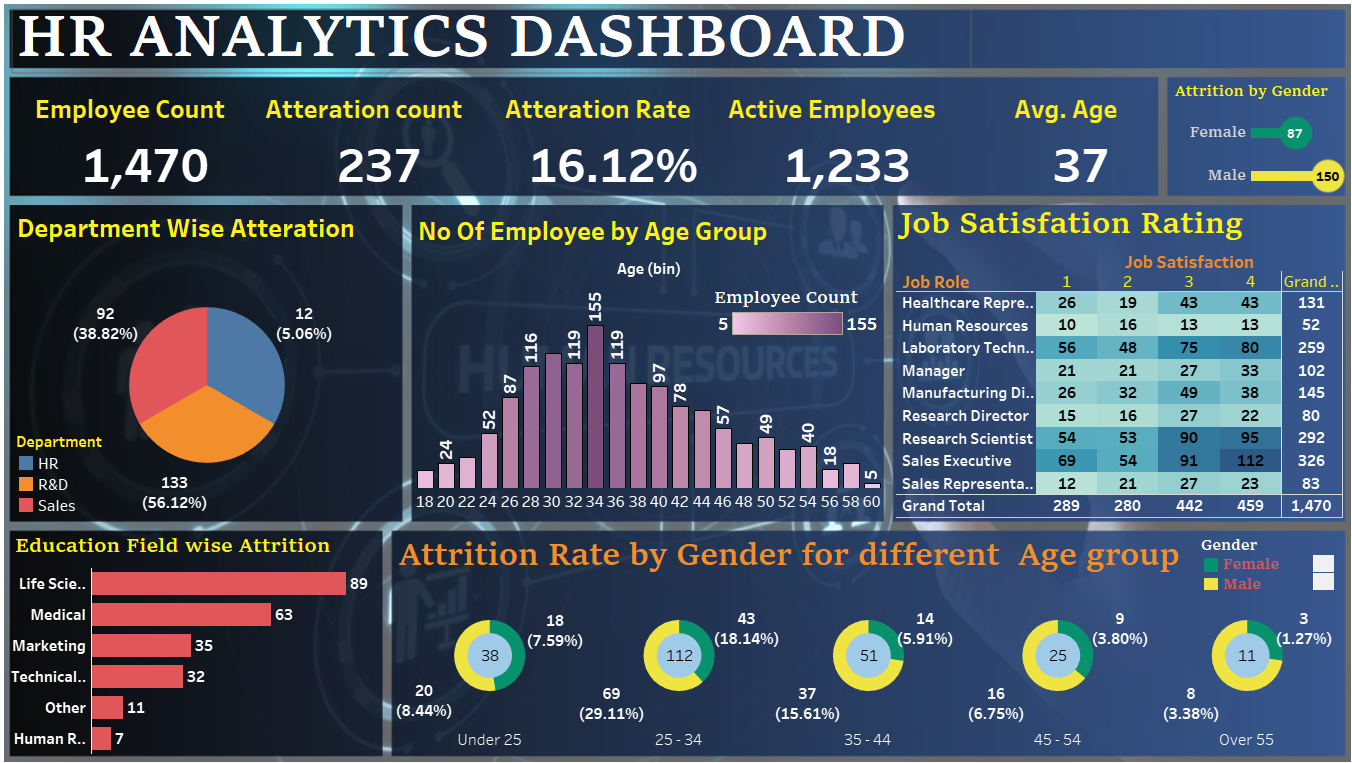 HR ANALYTICS DASHBOARD
Employee Count
Atteration count
Atteration Rate
Active Employees
Avg. Age
1,470
237
16.12%
1,233
37
Attrition by Gender
Female 87
Male 150
Department Wise Atteration
92
(38.82%)
12
(5.06%)
133
(56.12%)
Department
HR
R&D
Sales
No Of Employee by Age Group
Age (bin)
Employee Count
5 155
24 52 87 116 119 155 119 97 78 57 49 40 18 5
18 20 22 24 26 28 30 32 34 36 38 40 42 44 46 48 50 52 54 56 58 60
HUMAN RESOURCES
Job Satisfation Rating
Job Satisfaction
Job Role 1 2 3 4 Grand ..
Healthcare Repre.. 26 19 43 43 131
Human Resources 10 16 13 13 52
Laboratory Techn.. 56 48 75 80 259
Manager 21 21 27 33 102
Manufacturing Di.. 26 32 49 38 145
Research Director 15 16 27 22 80
Research Scientist 54 53 90 95 292
Sales Executive 69 54 91 112 326
Sales Representa.. 12 21 27 23 83
Grand Total 289 280 442 459 1,470
Education Field wise Attrition
Life Scie.. 89
Medical 63
Marketing 35
Technical.. 32
Other 11
Human R.. 7
Attrition Rate by Gender for different Age group
Gender
Female
Male
38
18
(7.59%)
20
(8.44%)
Under 25
112
43
(18.14%)
69
(29.11%)
25 - 34
51
14
(5.91%)
37
(15.61%)
35 - 44
25
9
(3.80%)
16
(6.75%)
45 - 54
11
3
(1.27%)
8
(3.38%)
Over 55